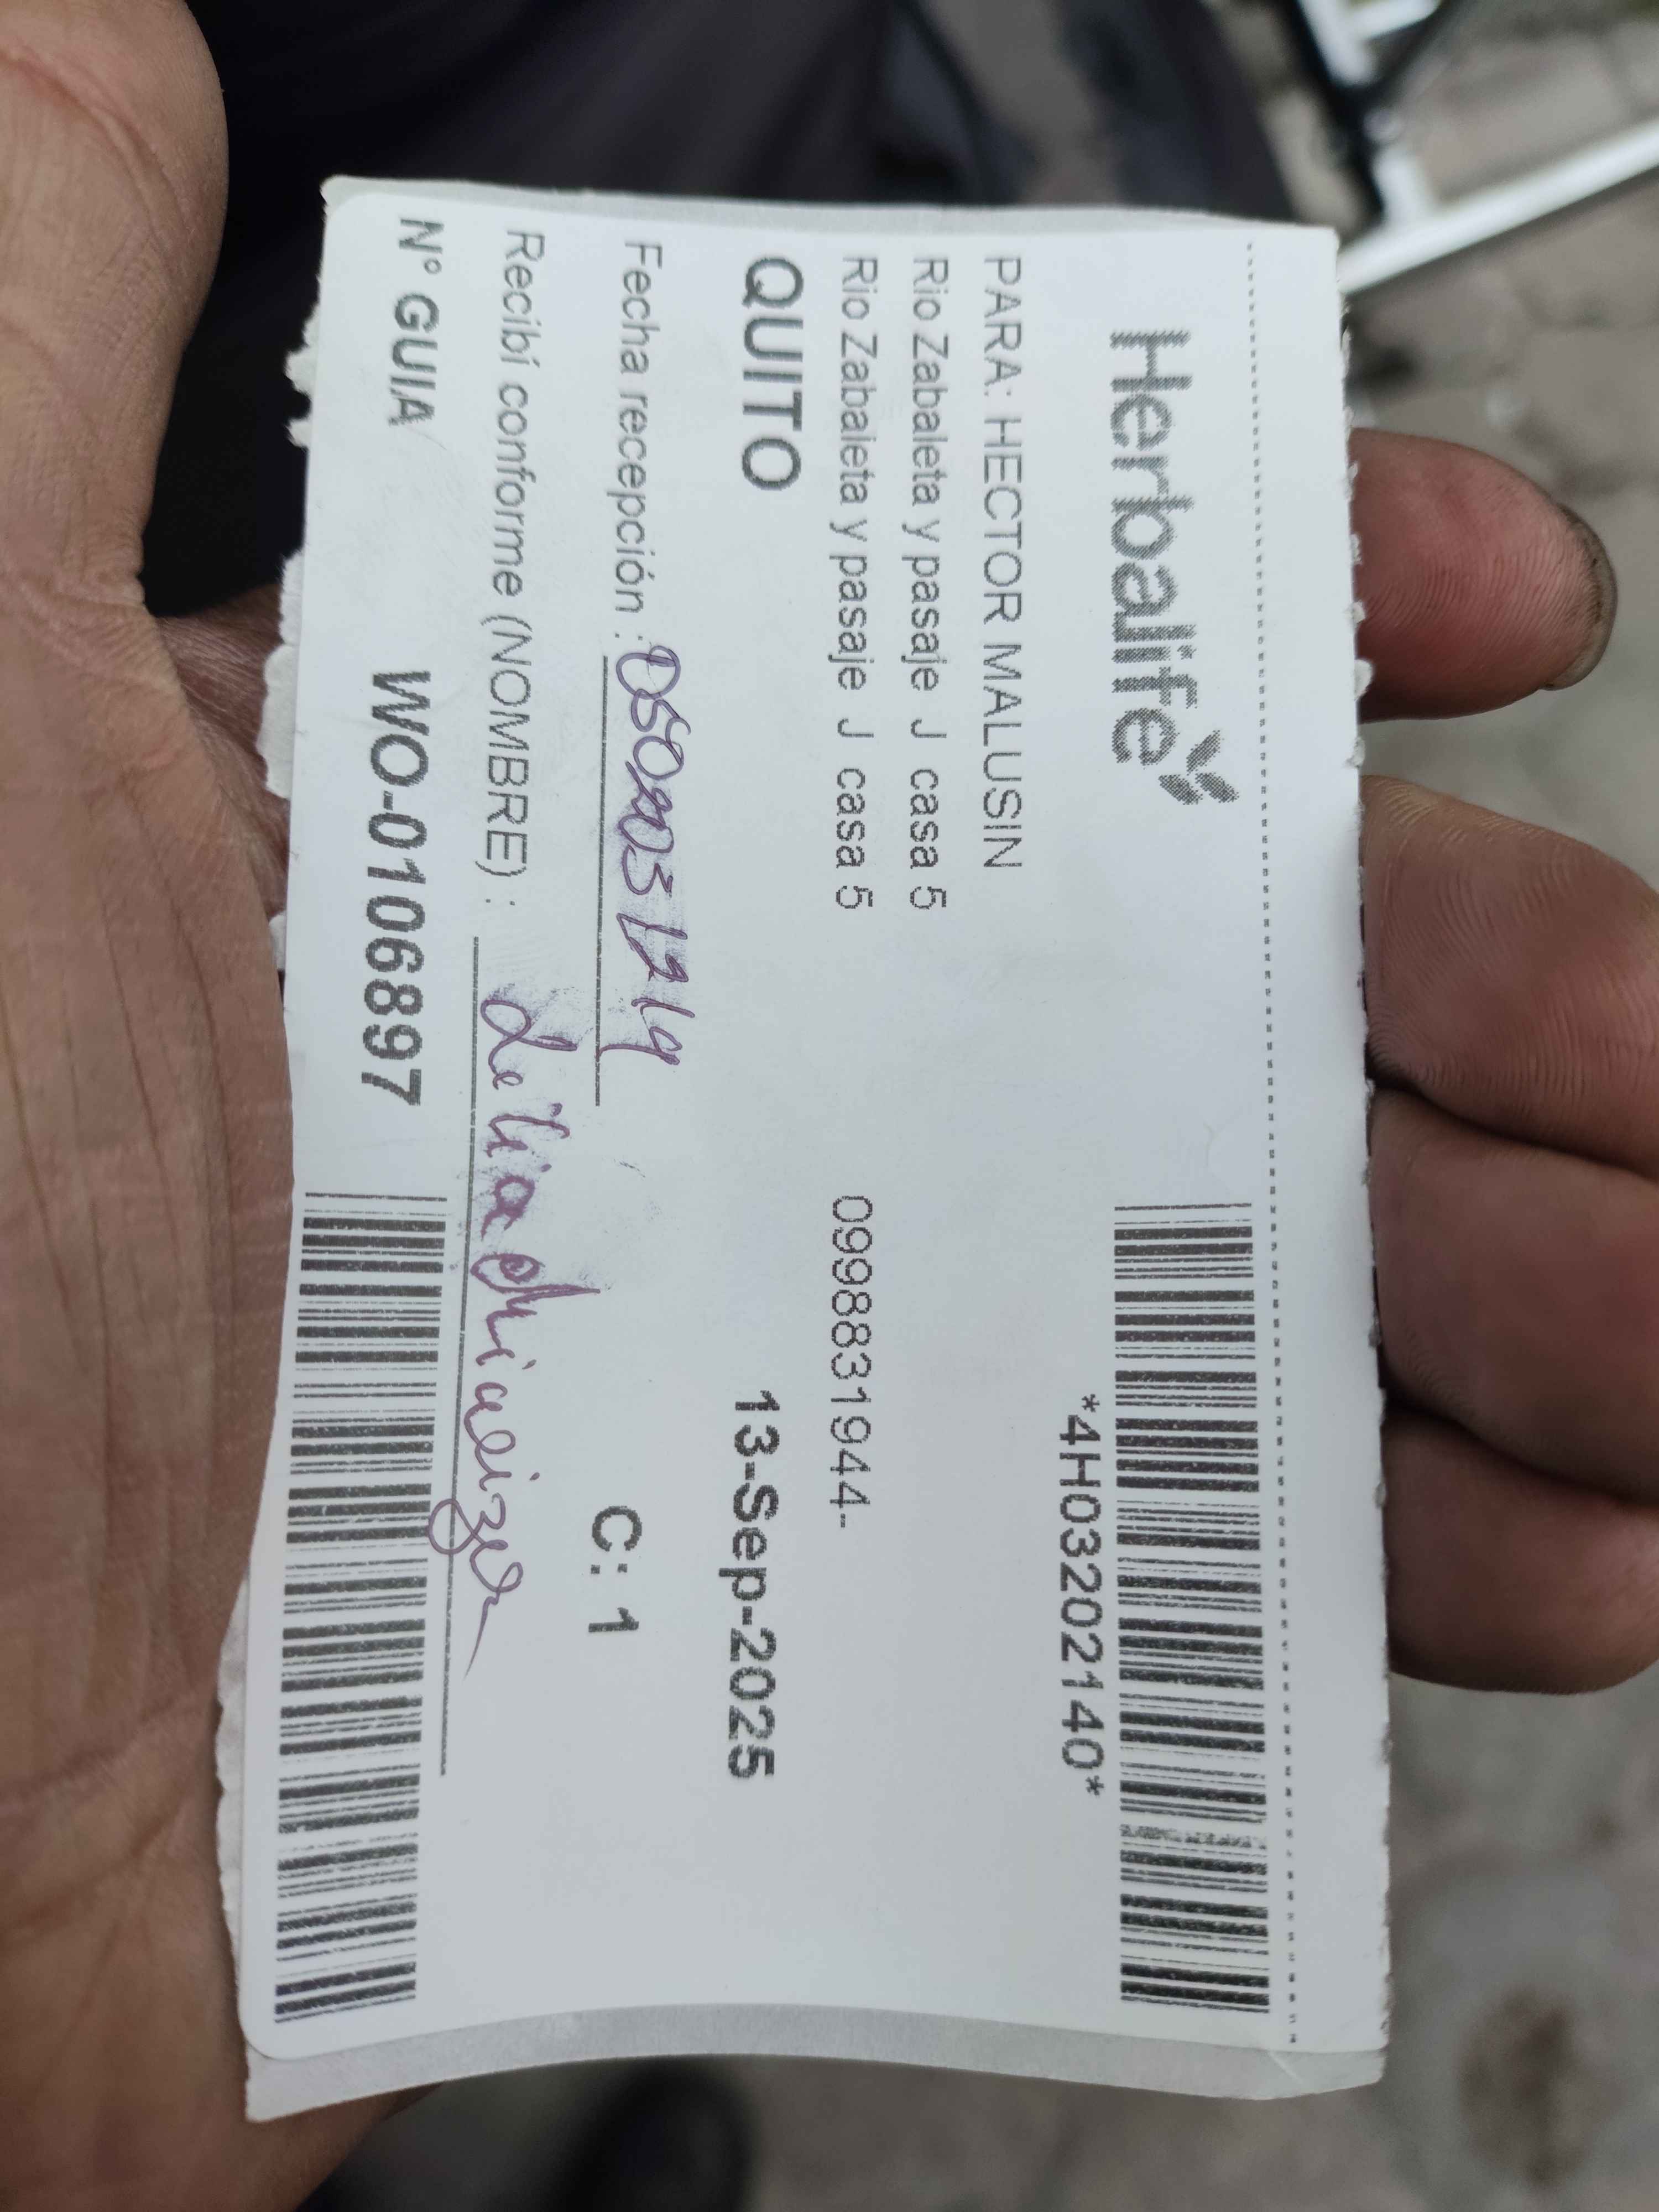 Herbalife
*4H03202140*
PARA: HECTOR MALUSIN
Rio Zabaleta y pasaje J casa 5
Rio Zabaleta y pasaje J casa 5 0998831944-
QUITO 13-Sep-2025
Fecha recepción :
C: 1
Recibí conforme (NOMBRE) :
N° GUIA WO-0106897